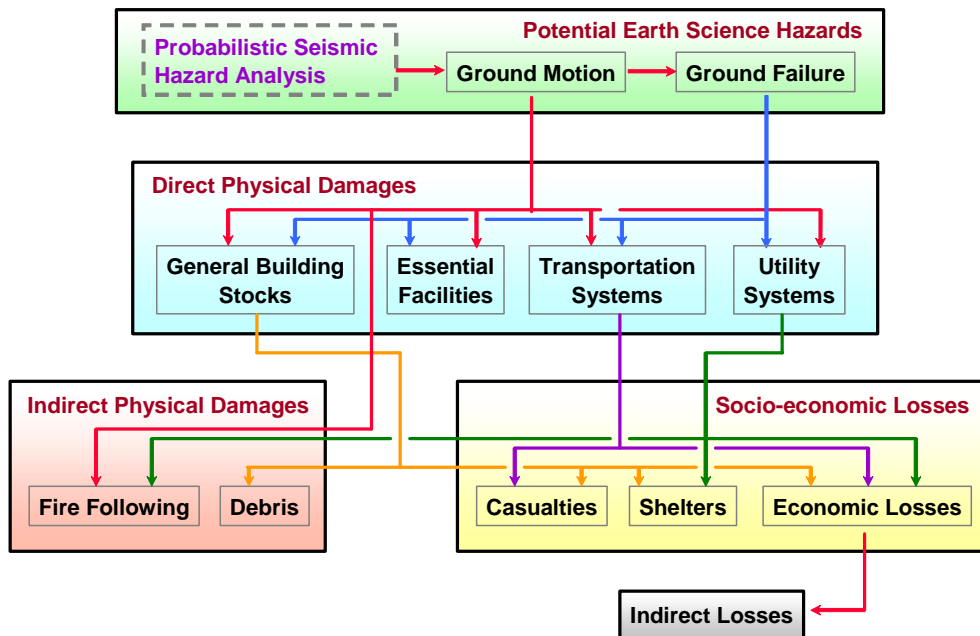 Potential Earth Science Hazards
Probabilistic Seismic
Hazard Analysis
Ground Motion
Ground Failure
Direct Physical Damages
General Building
Stocks
Essential
Facilities
Transportation
Systems
Utility
Systems
Indirect Physical Damages
Fire Following
Debris
Socio-economic Losses
Casualties
Shelters
Economic Losses
Indirect Losses